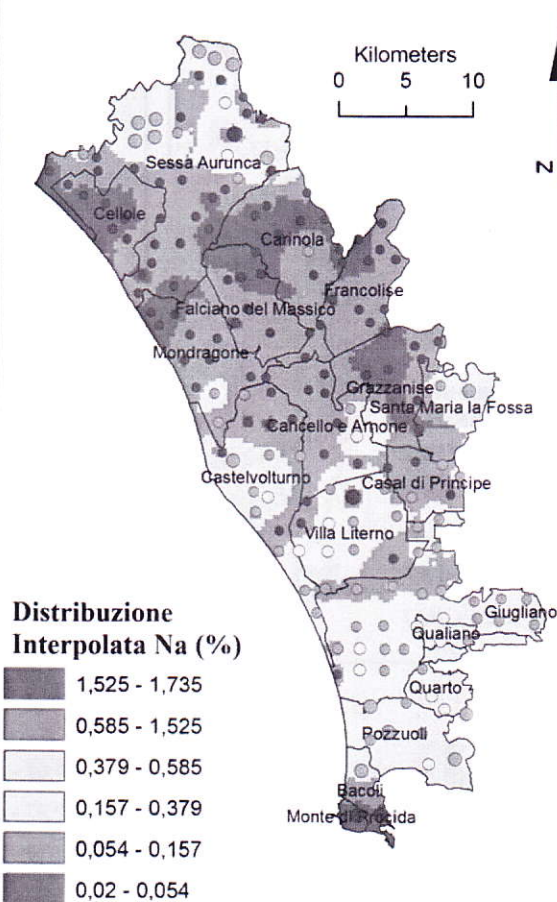 Kilometers
0 5 10
N
Sessa Aurunca
Cellole
Carinola
Francolise
Falciano del Massico
Mondragone
Grazzanise
Santa Maria la Fossa
Cancello e Arnone
Castelvolturno
Casal di Principe
Villa Literno
Giugliano
Qualiano
Quarto
Pozzuoli
Bacoli
Monte di Procida
Distribuzione
Interpolata Na (%)
1,525 - 1,735
0,585 - 1,525
0,379 - 0,585
0,157 - 0,379
0,054 - 0,157
0,02 - 0,054